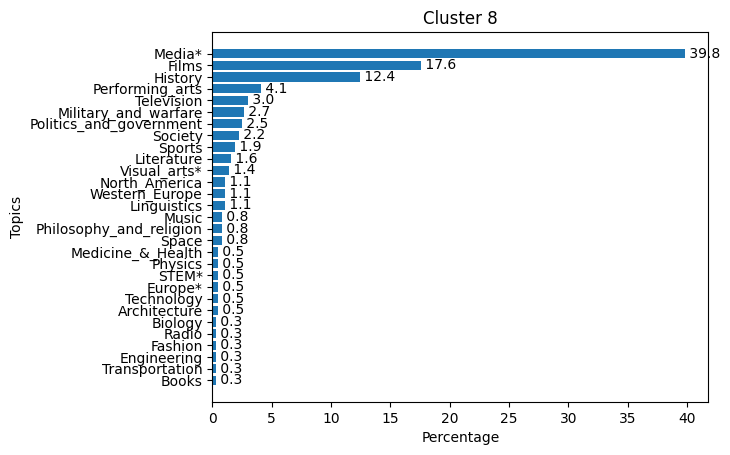 Cluster 8
Topics
Media* 39.8
Films 17.6
History 12.4
Performing_arts 4.1
Television 3.0
Military_and_warfare 2.7
Politics_and_government 2.5
Society 2.2
Sports 1.9
Literature 1.6
Visual_arts* 1.4
North_America 1.1
Western_Europe 1.1
Linguistics 1.1
Music 0.8
Philosophy_and_religion 0.8
Space 0.8
Medicine_&_Health 0.5
Physics 0.5
STEM* 0.5
Europe* 0.5
Technology 0.5
Architecture 0.5
Biology 0.3
Radio 0.3
Fashion 0.3
Engineering 0.3
Transportation 0.3
Books 0.3
0 5 10 15 20 25 30 35 40
Percentage